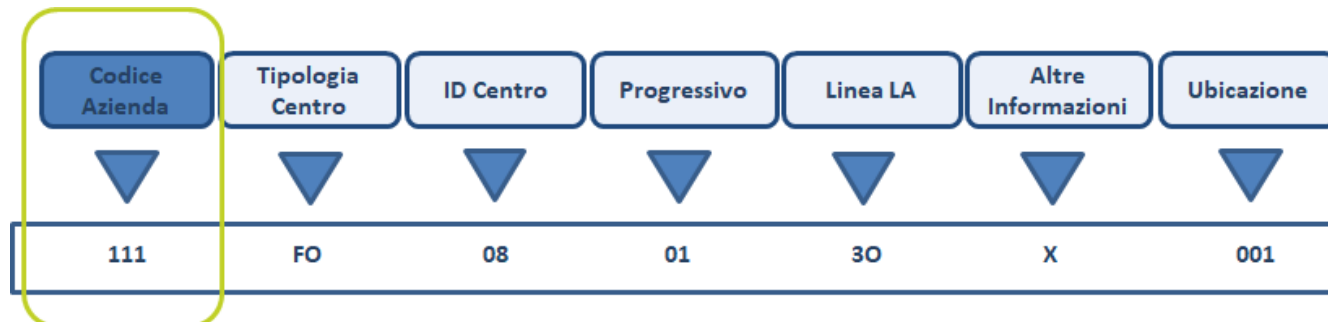 Codice Azienda
Tipologia Centro
ID Centro
Progressivo
Linea LA
Altre Informazioni
Ubicazione
111 FO 08 01 3O X 001